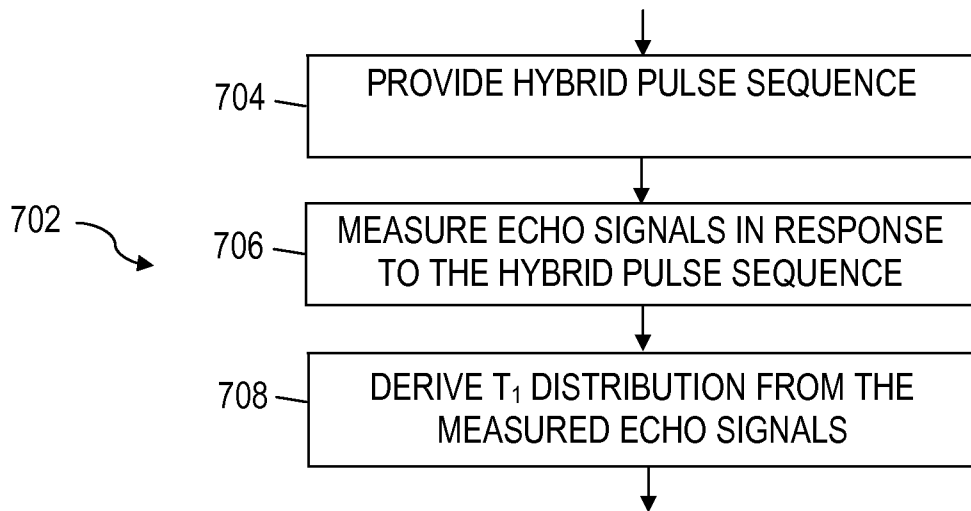 704
PROVIDE HYBRID PULSE SEQUENCE
702
706
MEASURE ECHO SIGNALS IN RESPONSE
TO THE HYBRID PULSE SEQUENCE
708
DERIVE T₁ DISTRIBUTION FROM THE
MEASURED ECHO SIGNALS